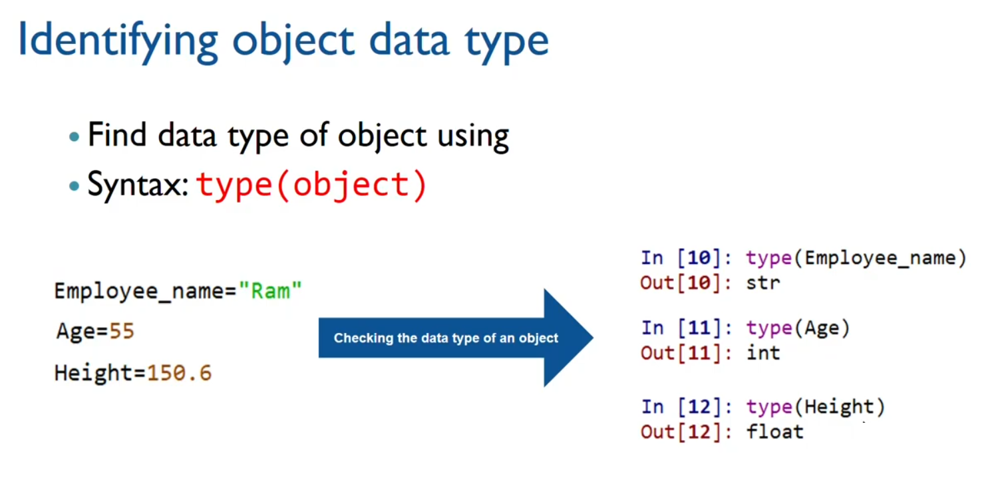 Identifying object data type
• Find data type of object using
• Syntax: type(object)
Employee_name="Ram"
Age=55
Height=150.6
Checking the data type of an object
In [10]: type(Employee_name)
Out[10]: str
In [11]: type(Age)
Out[11]: int
In [12]: type(Height)
Out[12]: float